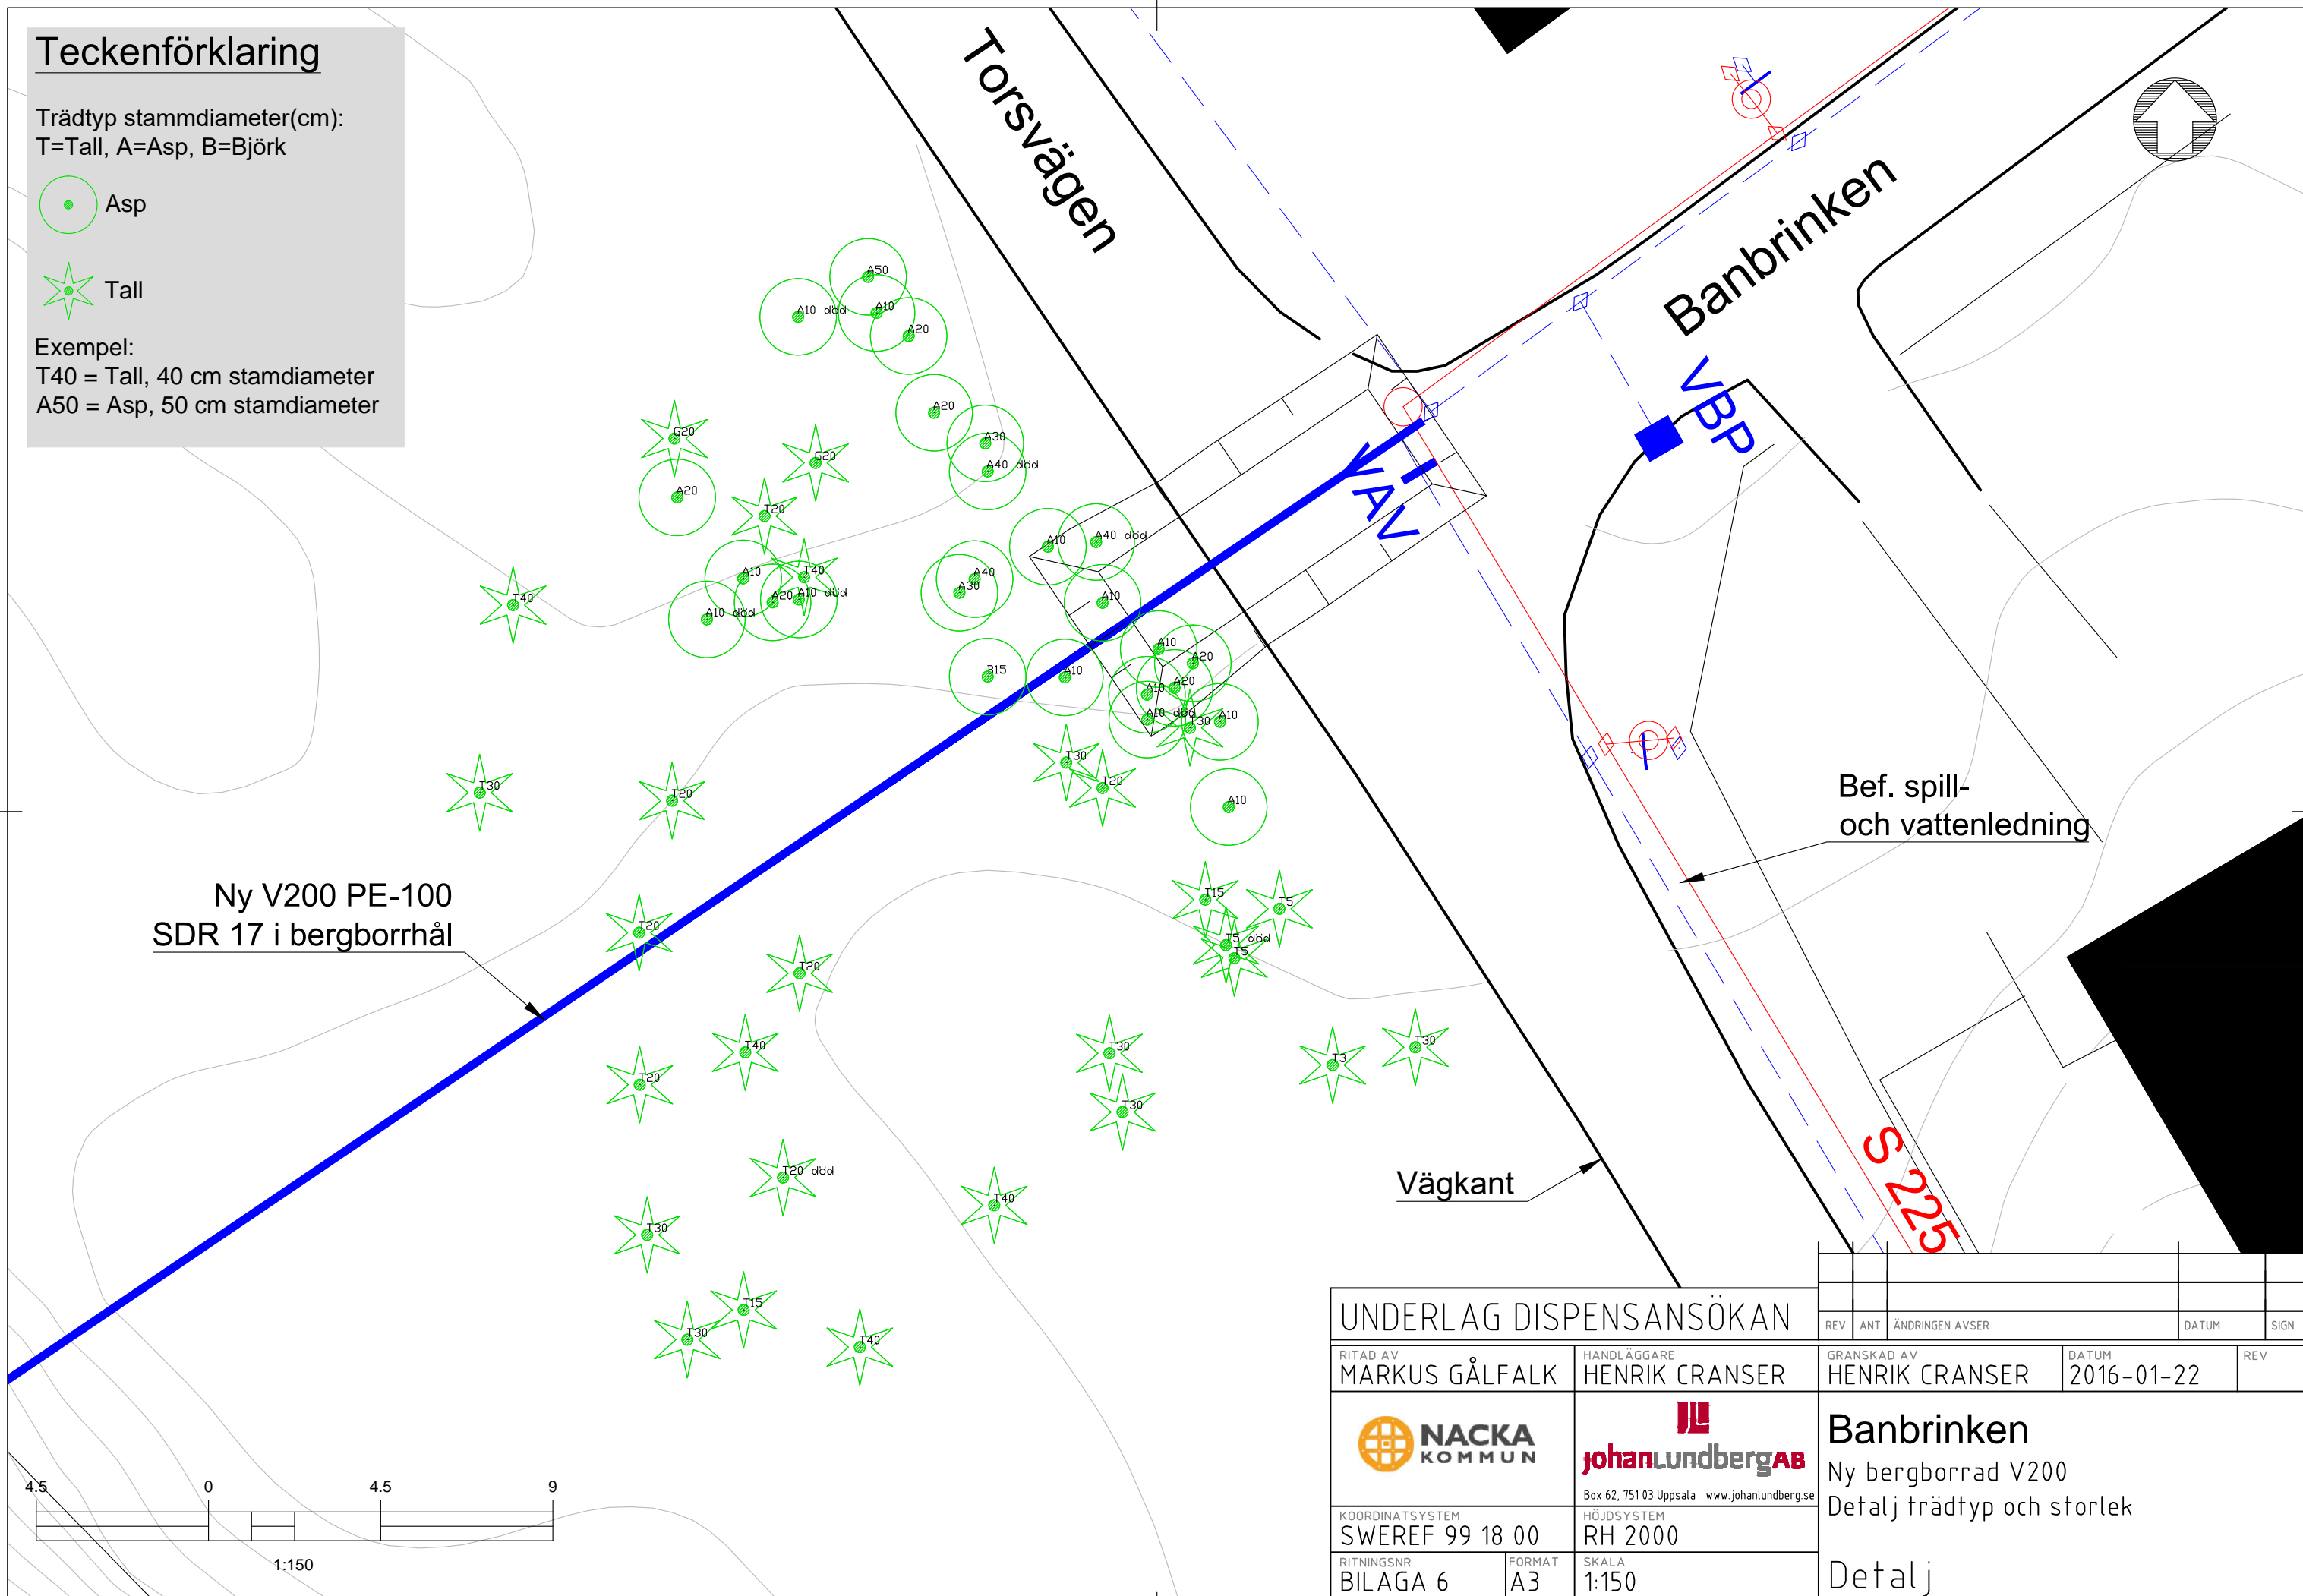 Teckenförklaring
Trädtyp stammdiameter(cm):
T=Tall, A=Asp, B=Björk
Asp
Tall
Exempel:
T40 = Tall, 40 cm stamdiameter
A50 = Asp, 50 cm stamdiameter
Torsvägen
Banbrinken
VBP
VAV
A50
A10 död
A10
A20
A20
A30
A40 död
G20
G20
A20
T20
A10
A40 död
T40
A10
T40
A40
A30
A20
A10 död
A10 död
A10
A10
A20
B15
A10
A10
A20
A10 död
T30
A10
T30
T20
T30
T20
A10
Bef. spill-
och vattenledning
Ny V200 PE-100
SDR 17 i bergborrhål
T15
T5
T20
T5 död
T5
T20
T40
T30
T3
T30
T20
T30
T20 död
T40
Vägkant
S 225
T30
T15
T30
T40
4.5
0
4.5
9
1:150
UNDERLAG DISPENSANSÖKAN
REV
ANT
ÄNDRINGEN AVSER
DATUM
SIGN
RITAD AV
MARKUS GÅLFALK
HANDLÄGGARE
HENRIK CRANSER
GRANSKAD AV
HENRIK CRANSER
DATUM
2016-01-22
REV
NACKA
KOMMUN
johanLundbergAB
Box 62, 751 03 Uppsala www.johanlundberg.se
Banbrinken
Ny bergborrad V200
Detalj trädtyp och storlek
KOORDINATSYSTEM
SWEREF 99 18 00
HÖJDSYSTEM
RH 2000
RITNINGSNR
BILAGA 6
FORMAT
A3
SKALA
1:150
Detalj